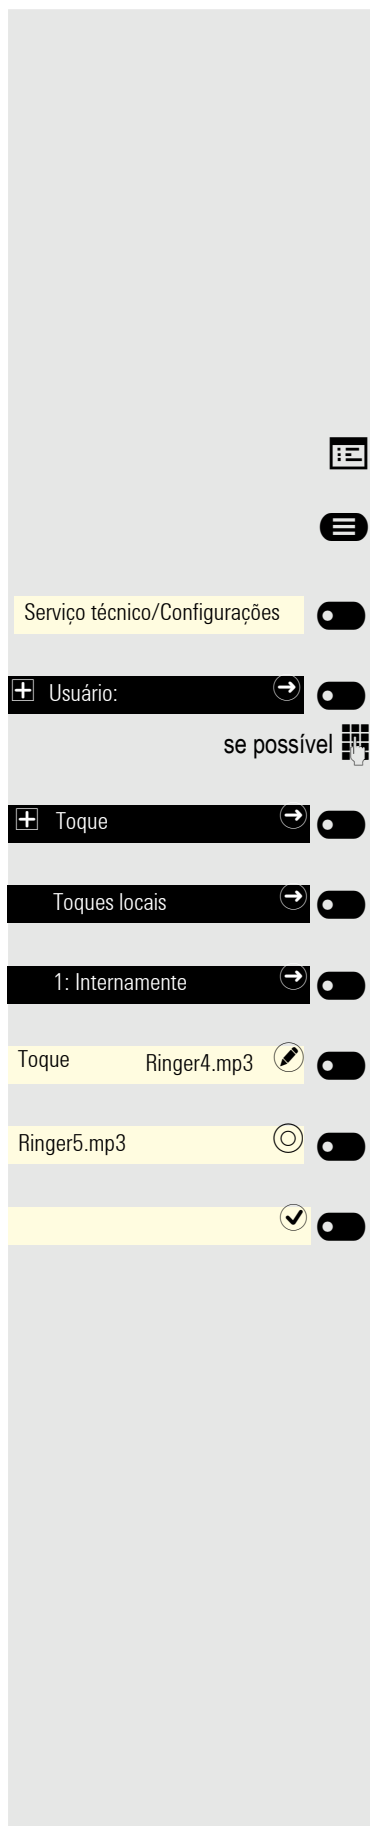 Serviço técnico/Configurações
Usuário:
se possível
Toque
Toques locais
1: Internamente
Toque Ringer4.mp3
Ringer5.mp3